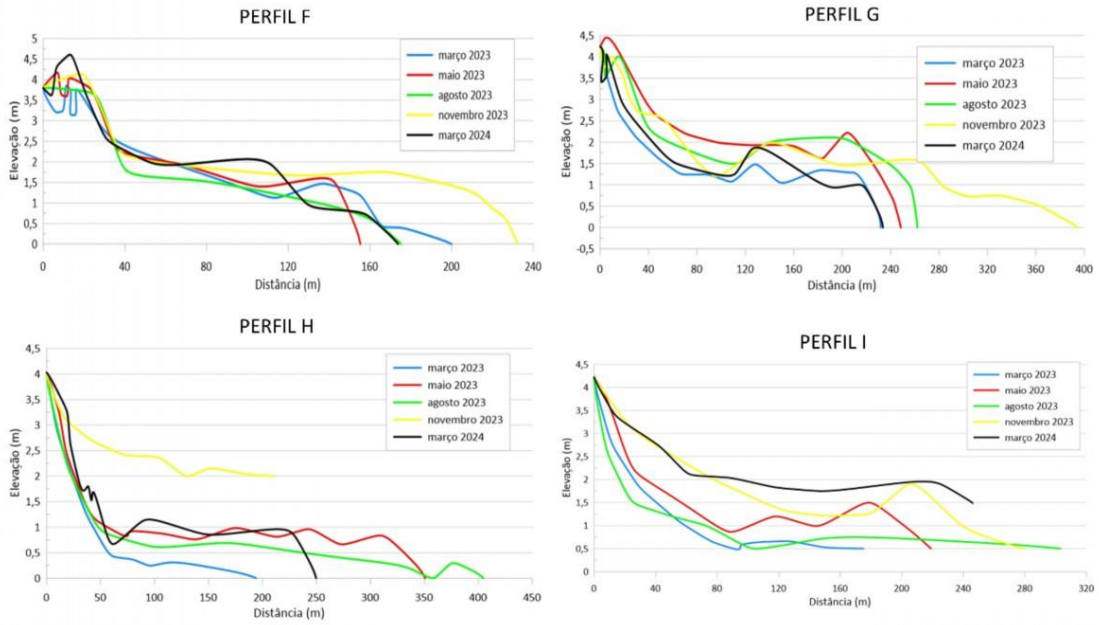 PERFIL F
Elevação (m)
5
4,5
4
3,5
3
2,5
2
1,5
1
0,5
0
0 40 80 120 160 200 240
Distância (m)
março 2023
maio 2023
agosto 2023
novembro 2023
março 2024
PERFIL G
Elevação (m)
4,5
4
3,5
3
2,5
2
1,5
1
0,5
0
-0,5
0 40 80 120 160 200 240 280 320 360 400
Distância (m)
março 2023
maio 2023
agosto 2023
novembro 2023
março 2024
PERFIL H
Elevação (m)
4,5
4
3,5
3
2,5
2
1,5
1
0,5
0
0 50 100 150 200 250 300 350 400 450
Distância (m)
março 2023
maio 2023
agosto 2023
novembro 2023
março 2024
PERFIL I
Elevação (m)
4,5
4
3,5
3
2,5
2
1,5
1
0,5
0
0 40 80 120 160 200 240 280 320
Distância (m)
março 2023
maio 2023
agosto 2023
novembro 2023
março 2024